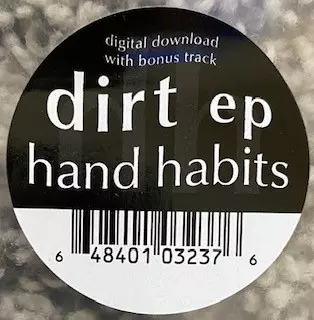 digital download
with bonus track
dirt ep
hand habits
6 48401 03237 6